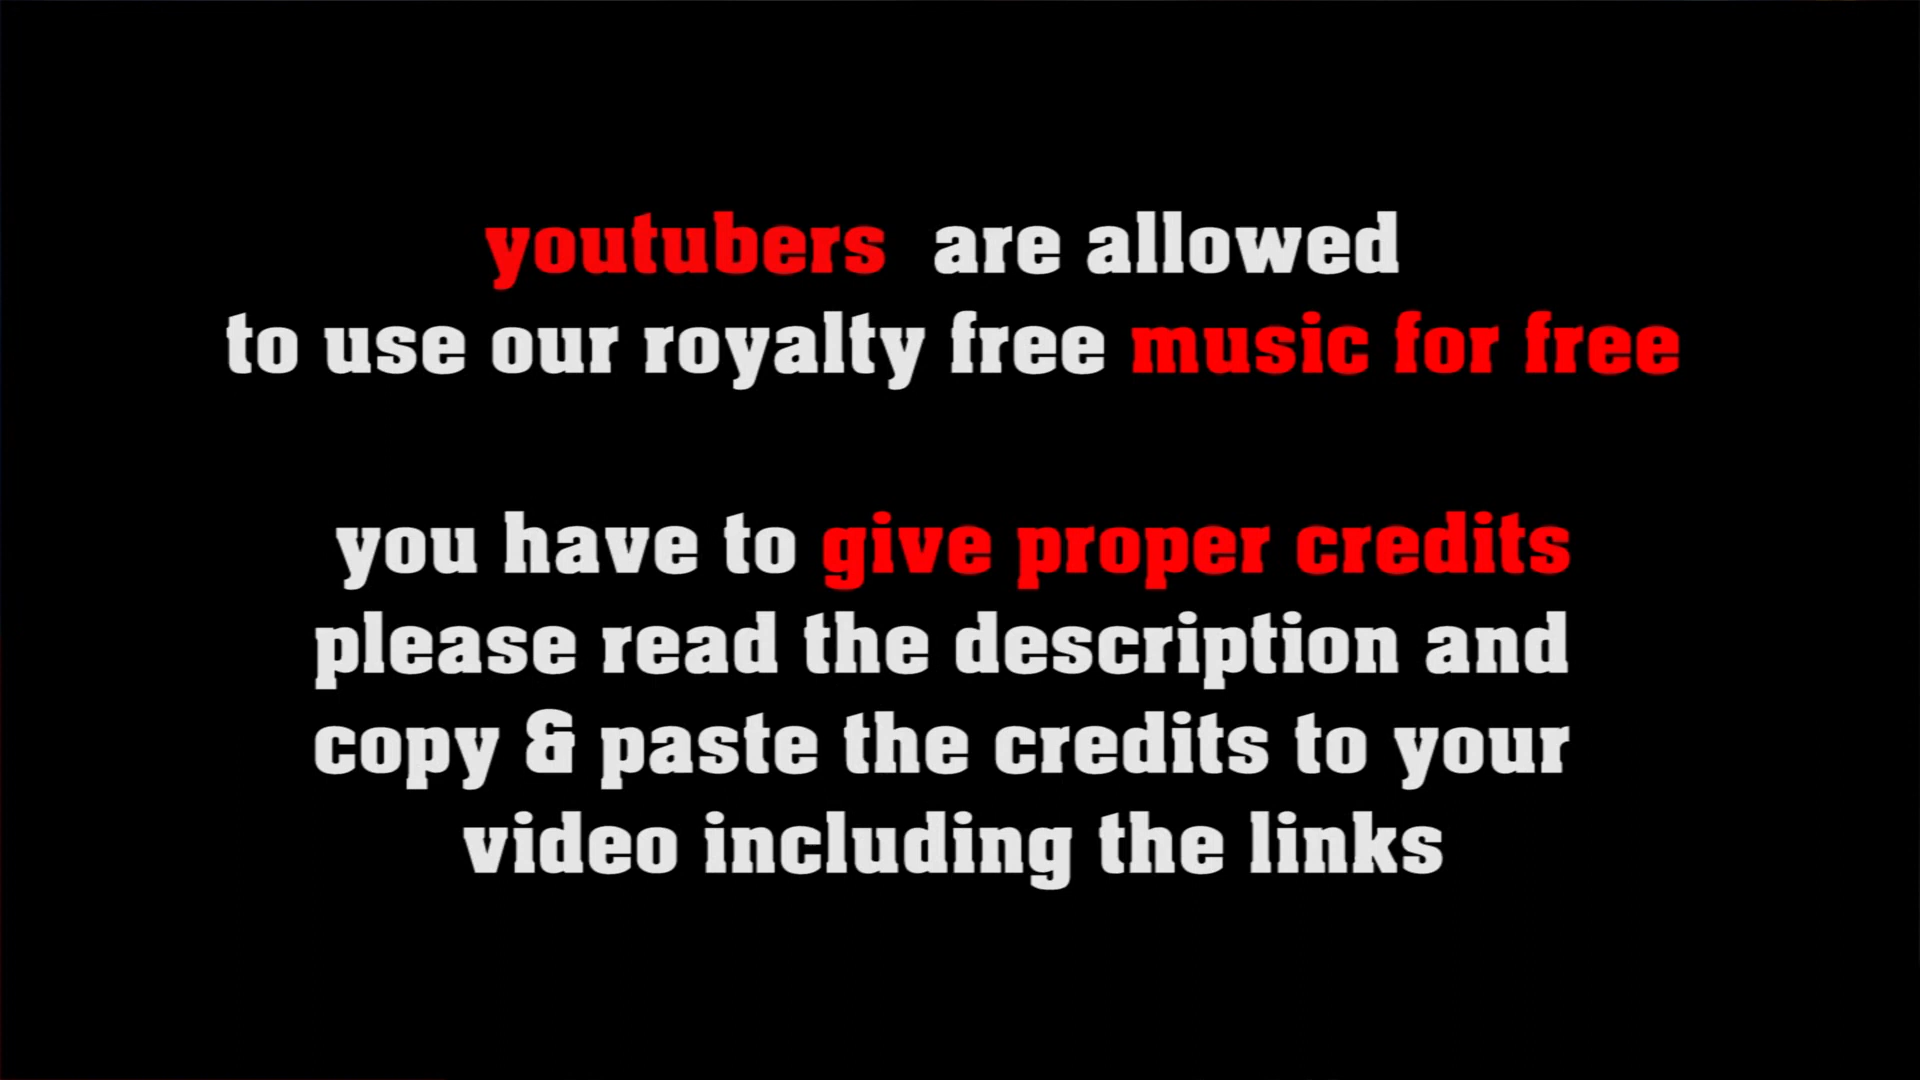 youtubers are allowed
to use our royalty free music for free
you have to give proper credits
please read the description and
copy & paste the credits to your
video including the links